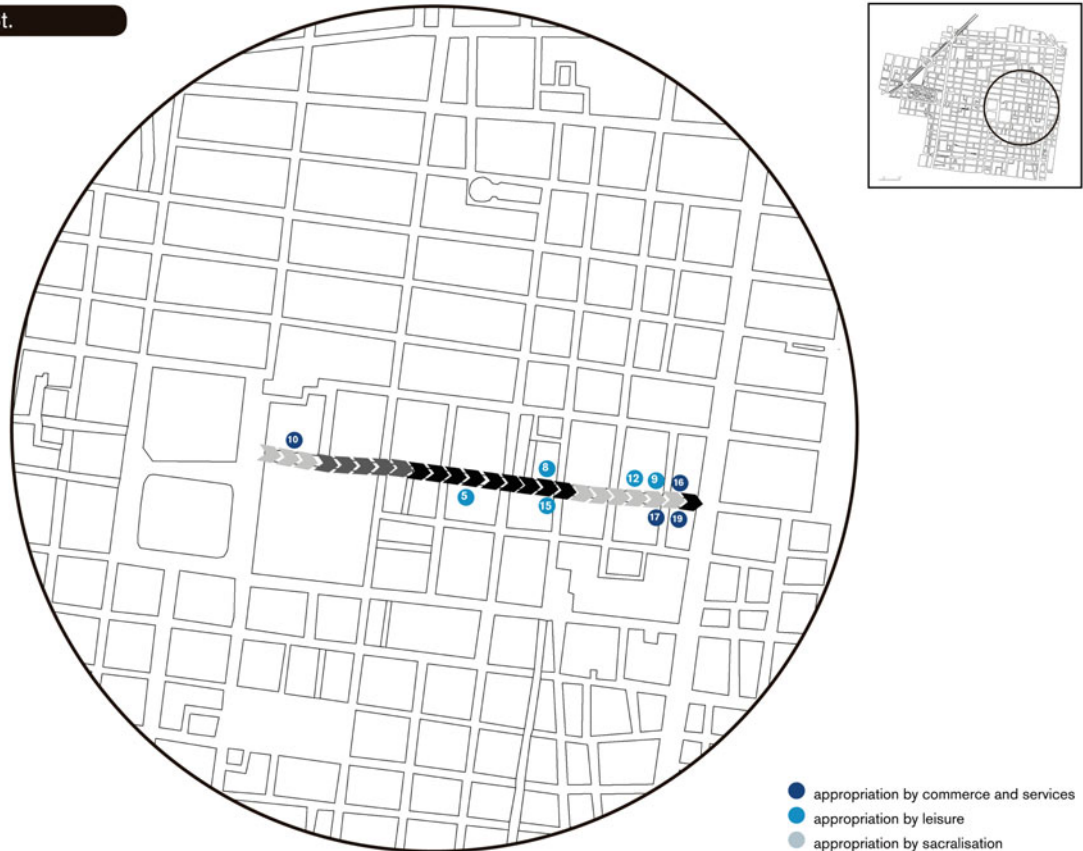 ot.
10
8
12
9
16
5
15
17
19
appropriation by commerce and services
appropriation by leisure
appropriation by sacralisation